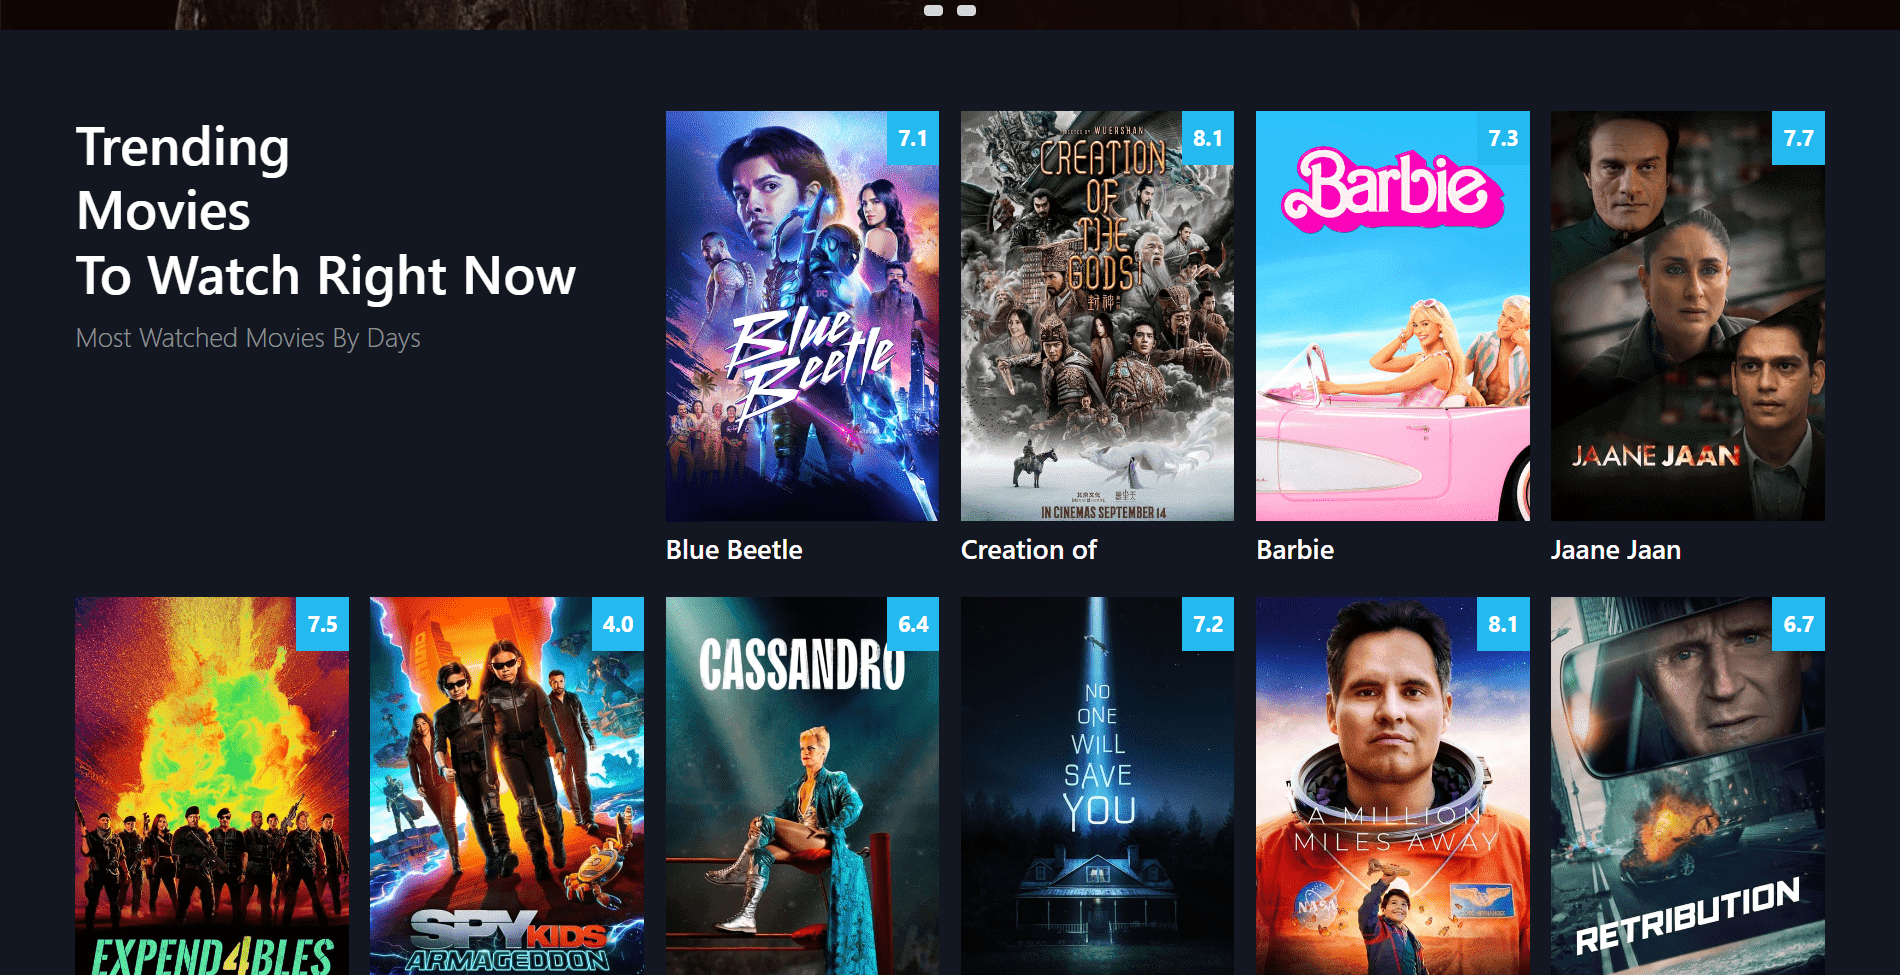 Trending
Movies
To Watch Right Now
Most Watched Movies By Days
7.1
DC
Blue
Beetle
Blue Beetle
8.1
DIRECTED BY WUERSHAN
CREATION
OF
THE
GODS I
封神
IN CINEMAS SEPTEMBER 14
Creation of
7.3
Barbie
Barbie
7.7
JAANE JAAN
Jaane Jaan
7.5
EXPEND4BLES
4.0
SPY KIDS
ARMAGEDDON
6.4
CASSANDRO
7.2
NO
ONE
WILL
SAVE
YOU
8.1
A MILLION
MILES AWAY
NASA
6.7
RETRIBUTION